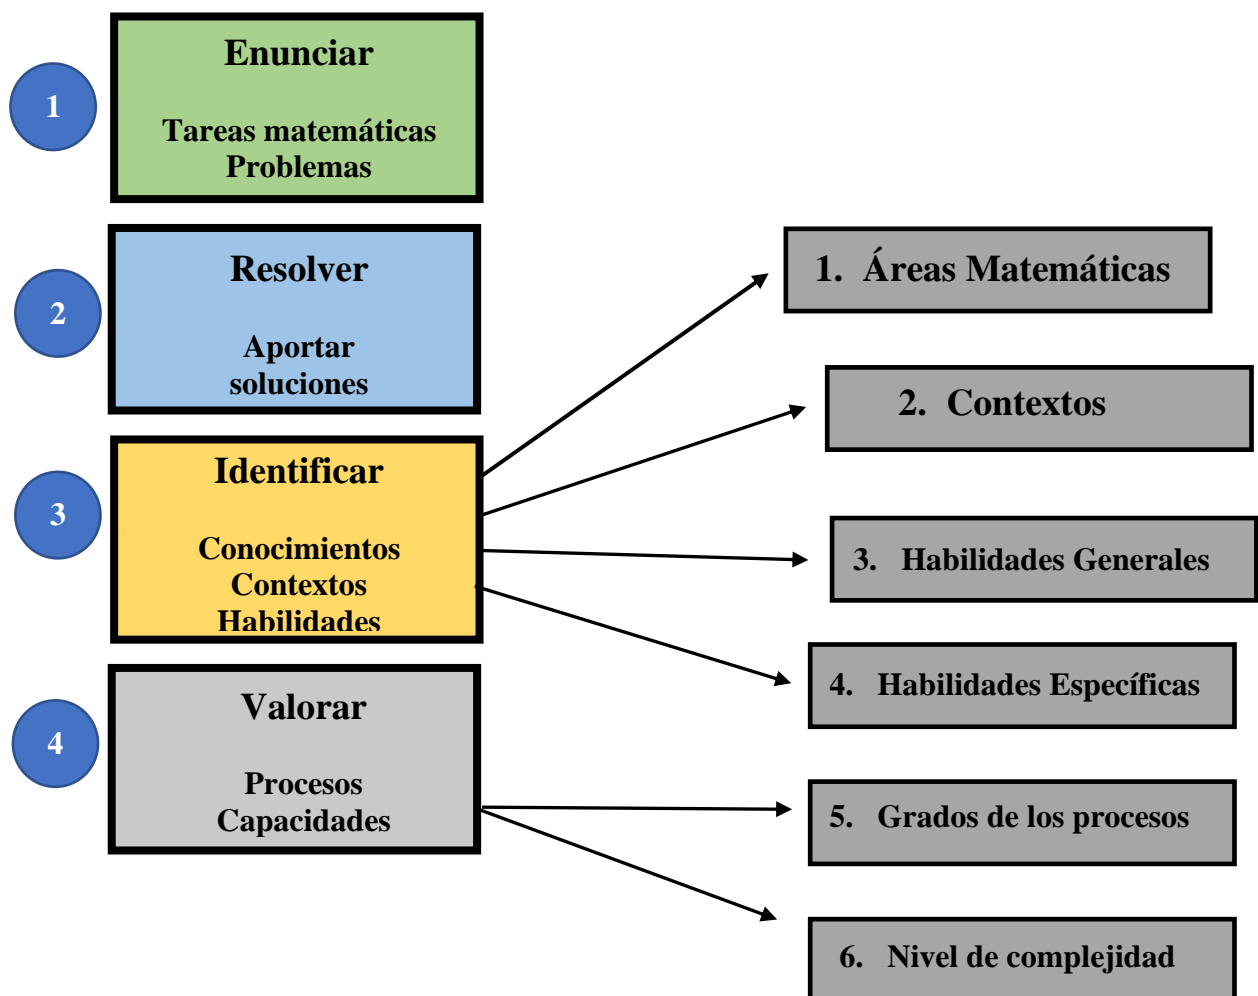 1
Enunciar
Tareas matemáticas
Problemas
2
Resolver
Aportar
soluciones
3
Identificar
Conocimientos
Contextos
Habilidades
4
Valorar
Procesos
Capacidades
1. Áreas Matemáticas
2. Contextos
3. Habilidades Generales
4. Habilidades Específicas
5. Grados de los procesos
6. Nivel de complejidad